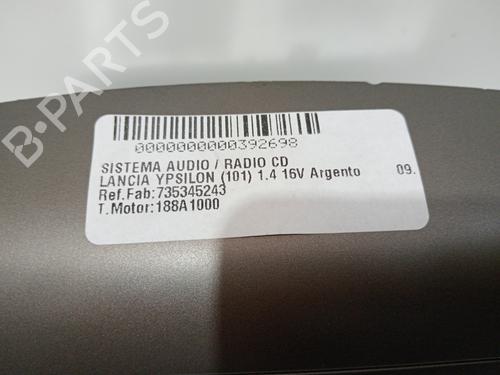 B-PARTS
0000000000392698
SISTEMA AUDIO / RADIO CD
LANCIA YPSILON (101) 1.4 16V Argento 09.
Ref.Fab:735345243
T.Motor:188A1000